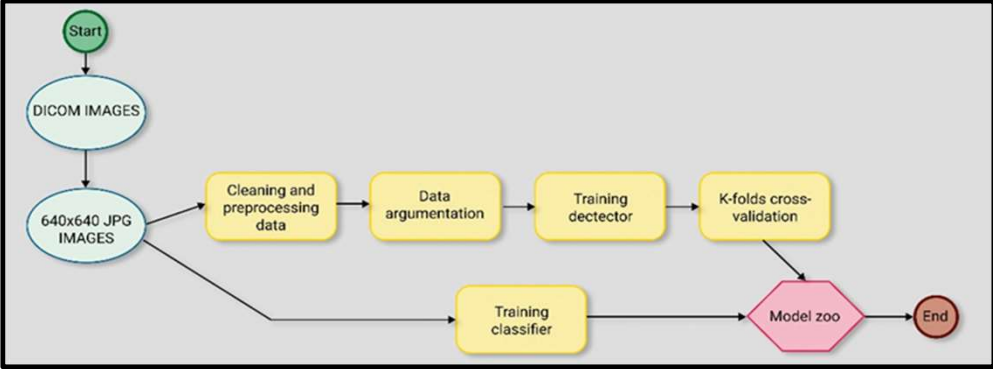 Start
DICOM IMAGES
640x640 JPG
IMAGES
Cleaning and
preprocessing
data
Data
argumentation
Training
dectector
K-folds cross-
validation
Training
classifier
Model zoo
End